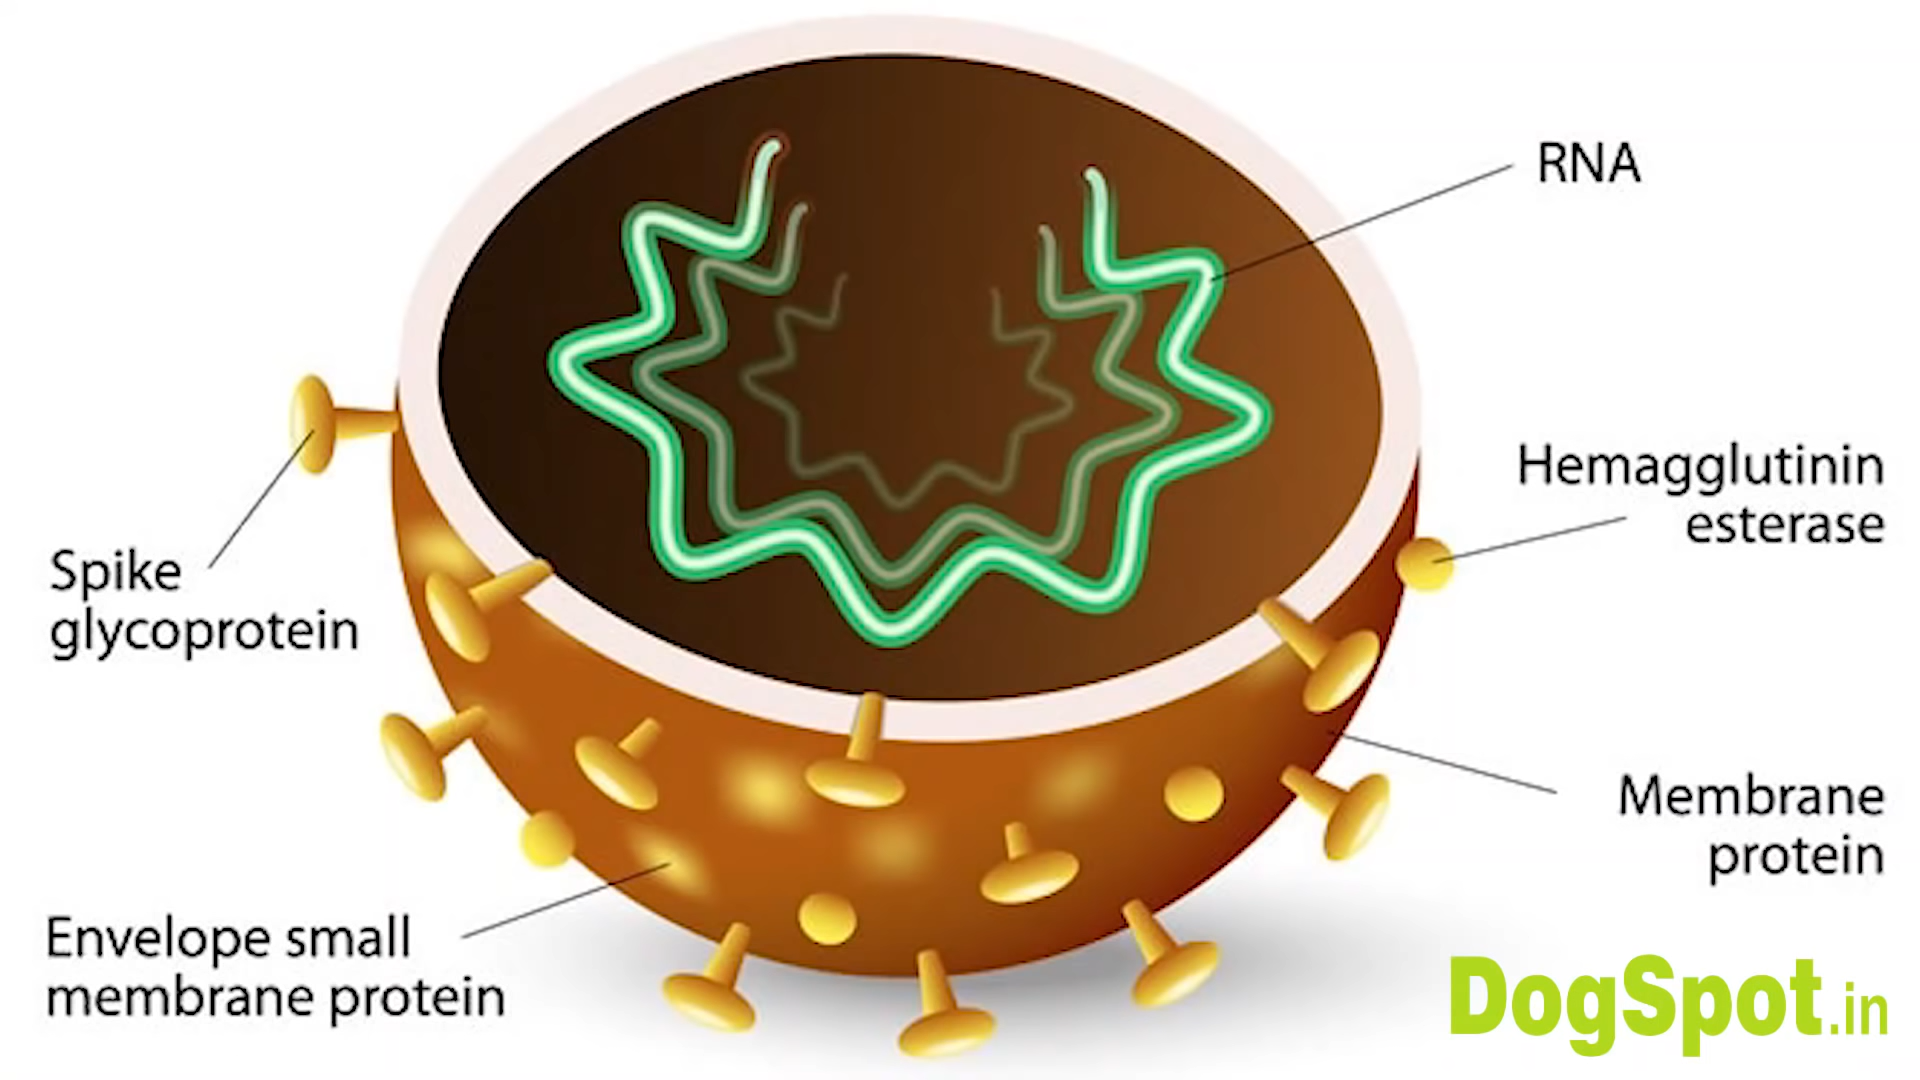 RNA
Hemagglutinin
esterase
Spike
glycoprotein
Membrane
protein
Envelope small
membrane protein
DogSpot.in